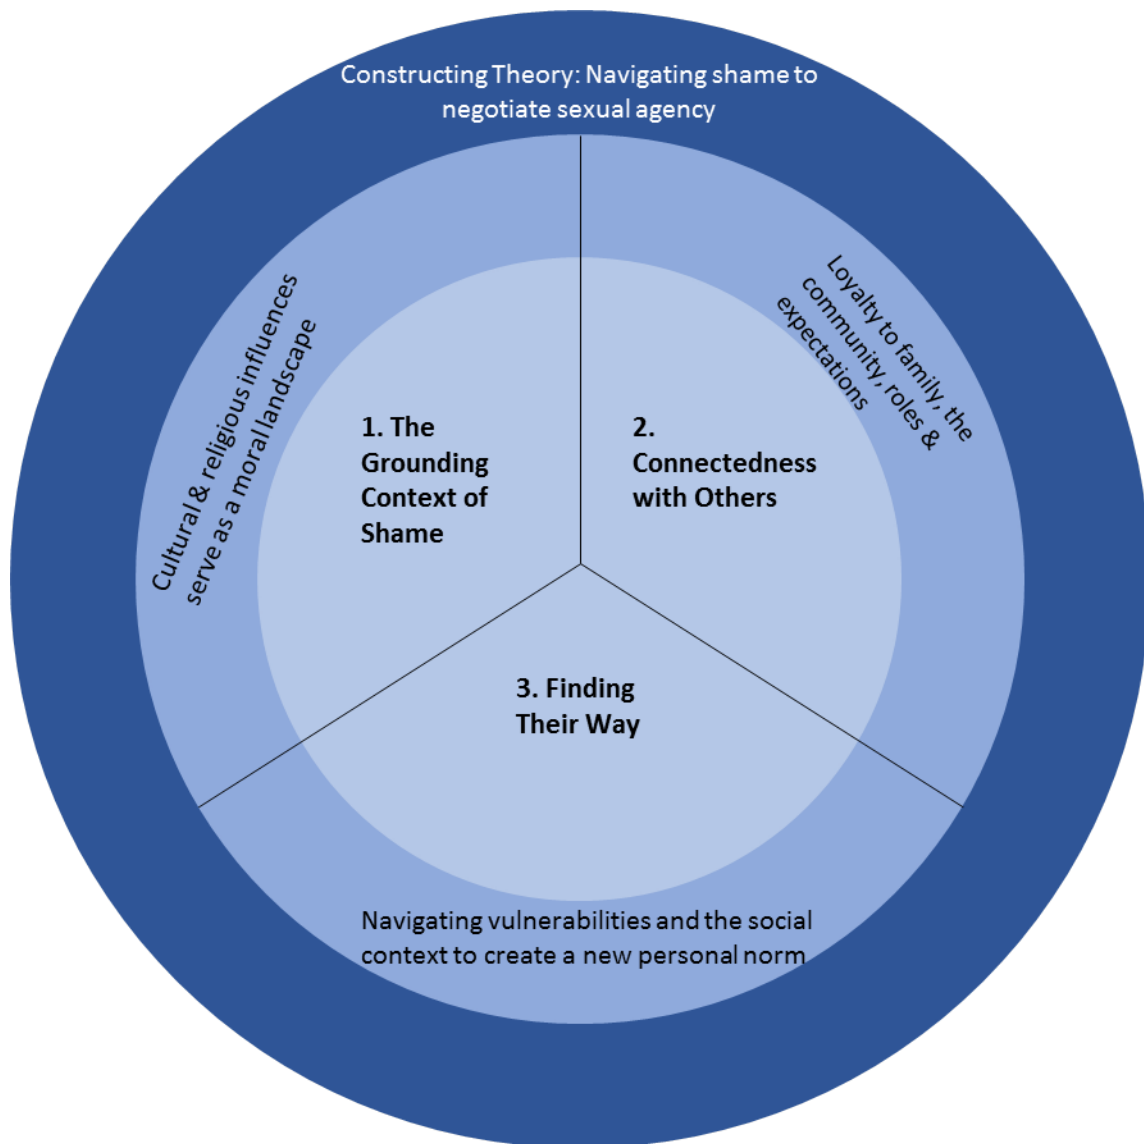 Constructing Theory: Navigating shame to
negotiate sexual agency
Cultural & religious influences
serve as a moral landscape
Loyalty to family, the
community, roles &
expectations
1. The
Grounding
Context of
Shame
2.
Connectedness
with Others
3. Finding
Their Way
Navigating vulnerabilities and the social
context to create a new personal norm